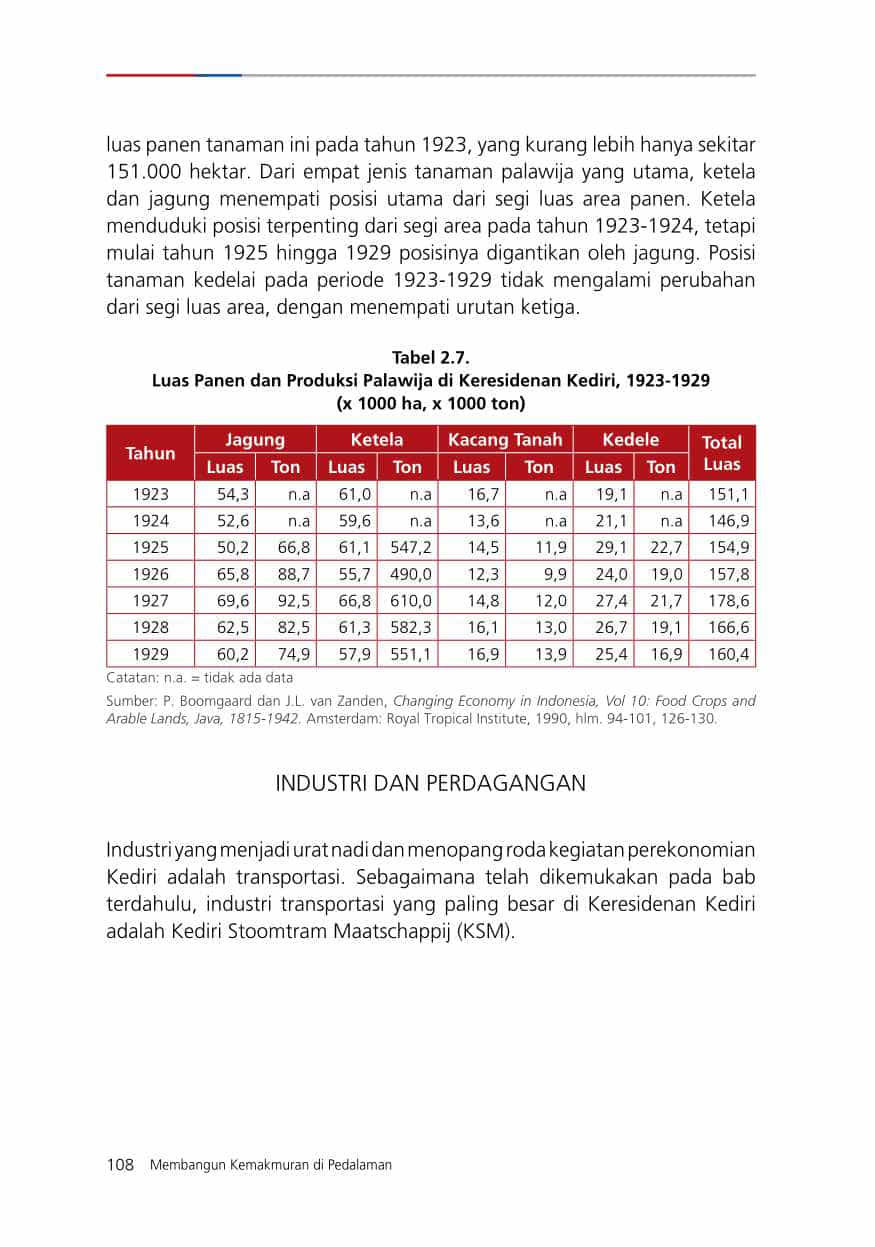 luas panen tanaman ini pada tahun 1923, yang kurang lebih hanya sekitar
151.000 hektar. Dari empat jenis tanaman palawija yang utama, ketela
dan jagung menempati posisi utama dari segi luas area panen. Ketela
menduduki posisi terpenting dari segi area pada tahun 1923-1924, tetapi
mulai tahun 1925 hingga 1929 posisinya digantikan oleh jagung. Posisi
tanaman kedelai pada periode 1923-1929 tidak mengalami perubahan
dari segi luas area, dengan menempati urutan ketiga.
Tabel 2.7.
Luas Panen dan Produksi Palawija di Keresidenan Kediri, 1923-1929
(x 1000 ha, x 1000 ton)
Tahun Jagung Ketela Kacang Tanah Kedele Total Luas
Luas Ton Luas Ton Luas Ton Luas Ton
1923 54,3 n.a 61,0 n.a 16,7 n.a 19,1 n.a 151,1
1924 52,6 n.a 59,6 n.a 13,6 n.a 21,1 n.a 146,9
1925 50,2 66,8 61,1 547,2 14,5 11,9 29,1 22,7 154,9
1926 65,8 88,7 55,7 490,0 12,3 9,9 24,0 19,0 157,8
1927 69,6 92,5 66,8 610,0 14,8 12,0 27,4 21,7 178,6
1928 62,5 82,5 61,3 582,3 16,1 13,0 26,7 19,1 166,6
1929 60,2 74,9 57,9 551,1 16,9 13,9 25,4 16,9 160,4
Catatan: n.a. = tidak ada data
Sumber: P. Boomgaard dan J.L. van Zanden, Changing Economy in Indonesia, Vol 10: Food Crops and
Arable Lands, Java, 1815-1942. Amsterdam: Royal Tropical Institute, 1990, hlm. 94-101, 126-130.
INDUSTRI DAN PERDAGANGAN
Industri yang menjadi urat nadi dan menopang roda kegiatan perekonomian
Kediri adalah transportasi. Sebagaimana telah dikemukakan pada bab
terdahulu, industri transportasi yang paling besar di Keresidenan Kediri
adalah Kediri Stoomtram Maatschappij (KSM).
108 Membangun Kemakmuran di Pedalaman